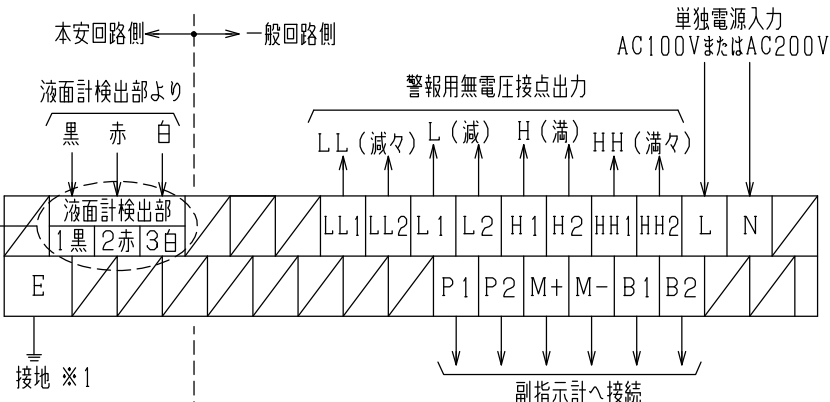 本安回路側 一般回路側
単独電源入力
AC100VまたはAC200V
液面計検出部より
黒 赤 白
警報用無電圧接点出力
LL(減々) L(減) H(満) HH(満々)
液面計検出部
1黒 2赤 3白
LL1 LL2 L1 L2 H1 H2 HH1 HH2 L N
E P1 P2 M+ M- B1 B2
接地 ※1
副指示計へ接続